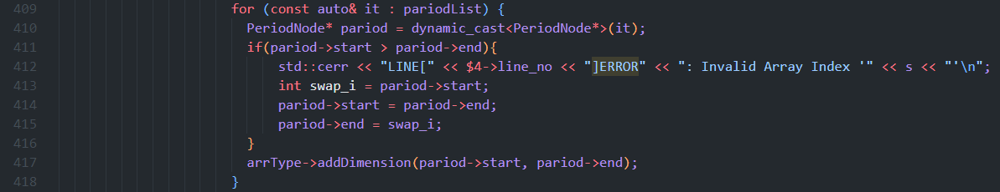 409 for (const auto& it : pariodList) {
410 PeriodNode* pariod = dynamic_cast<PeriodNode*>(it);
411 if(pariod->start > pariod->end){
412 std::cerr << "LINE[" << $4->line_no << "]ERROR" << ": Invalid Array Index '" << s << "'\n";
413 int swap_i = pariod->start;
414 pariod->start = pariod->end;
415 pariod->end = swap_i;
416 }
417 arrType->addDimension(pariod->start, pariod->end);
418 }